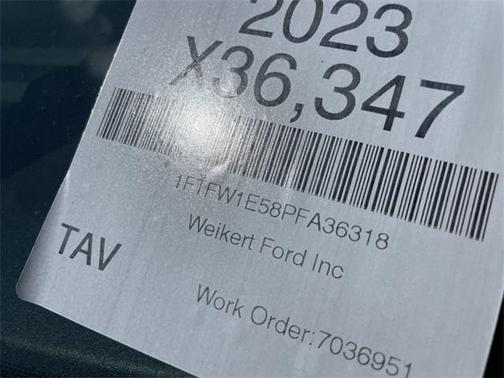 2023
X36,347
1FTFW1E58PFA36318
Weikert Ford Inc
TAV
Work Order:7036951